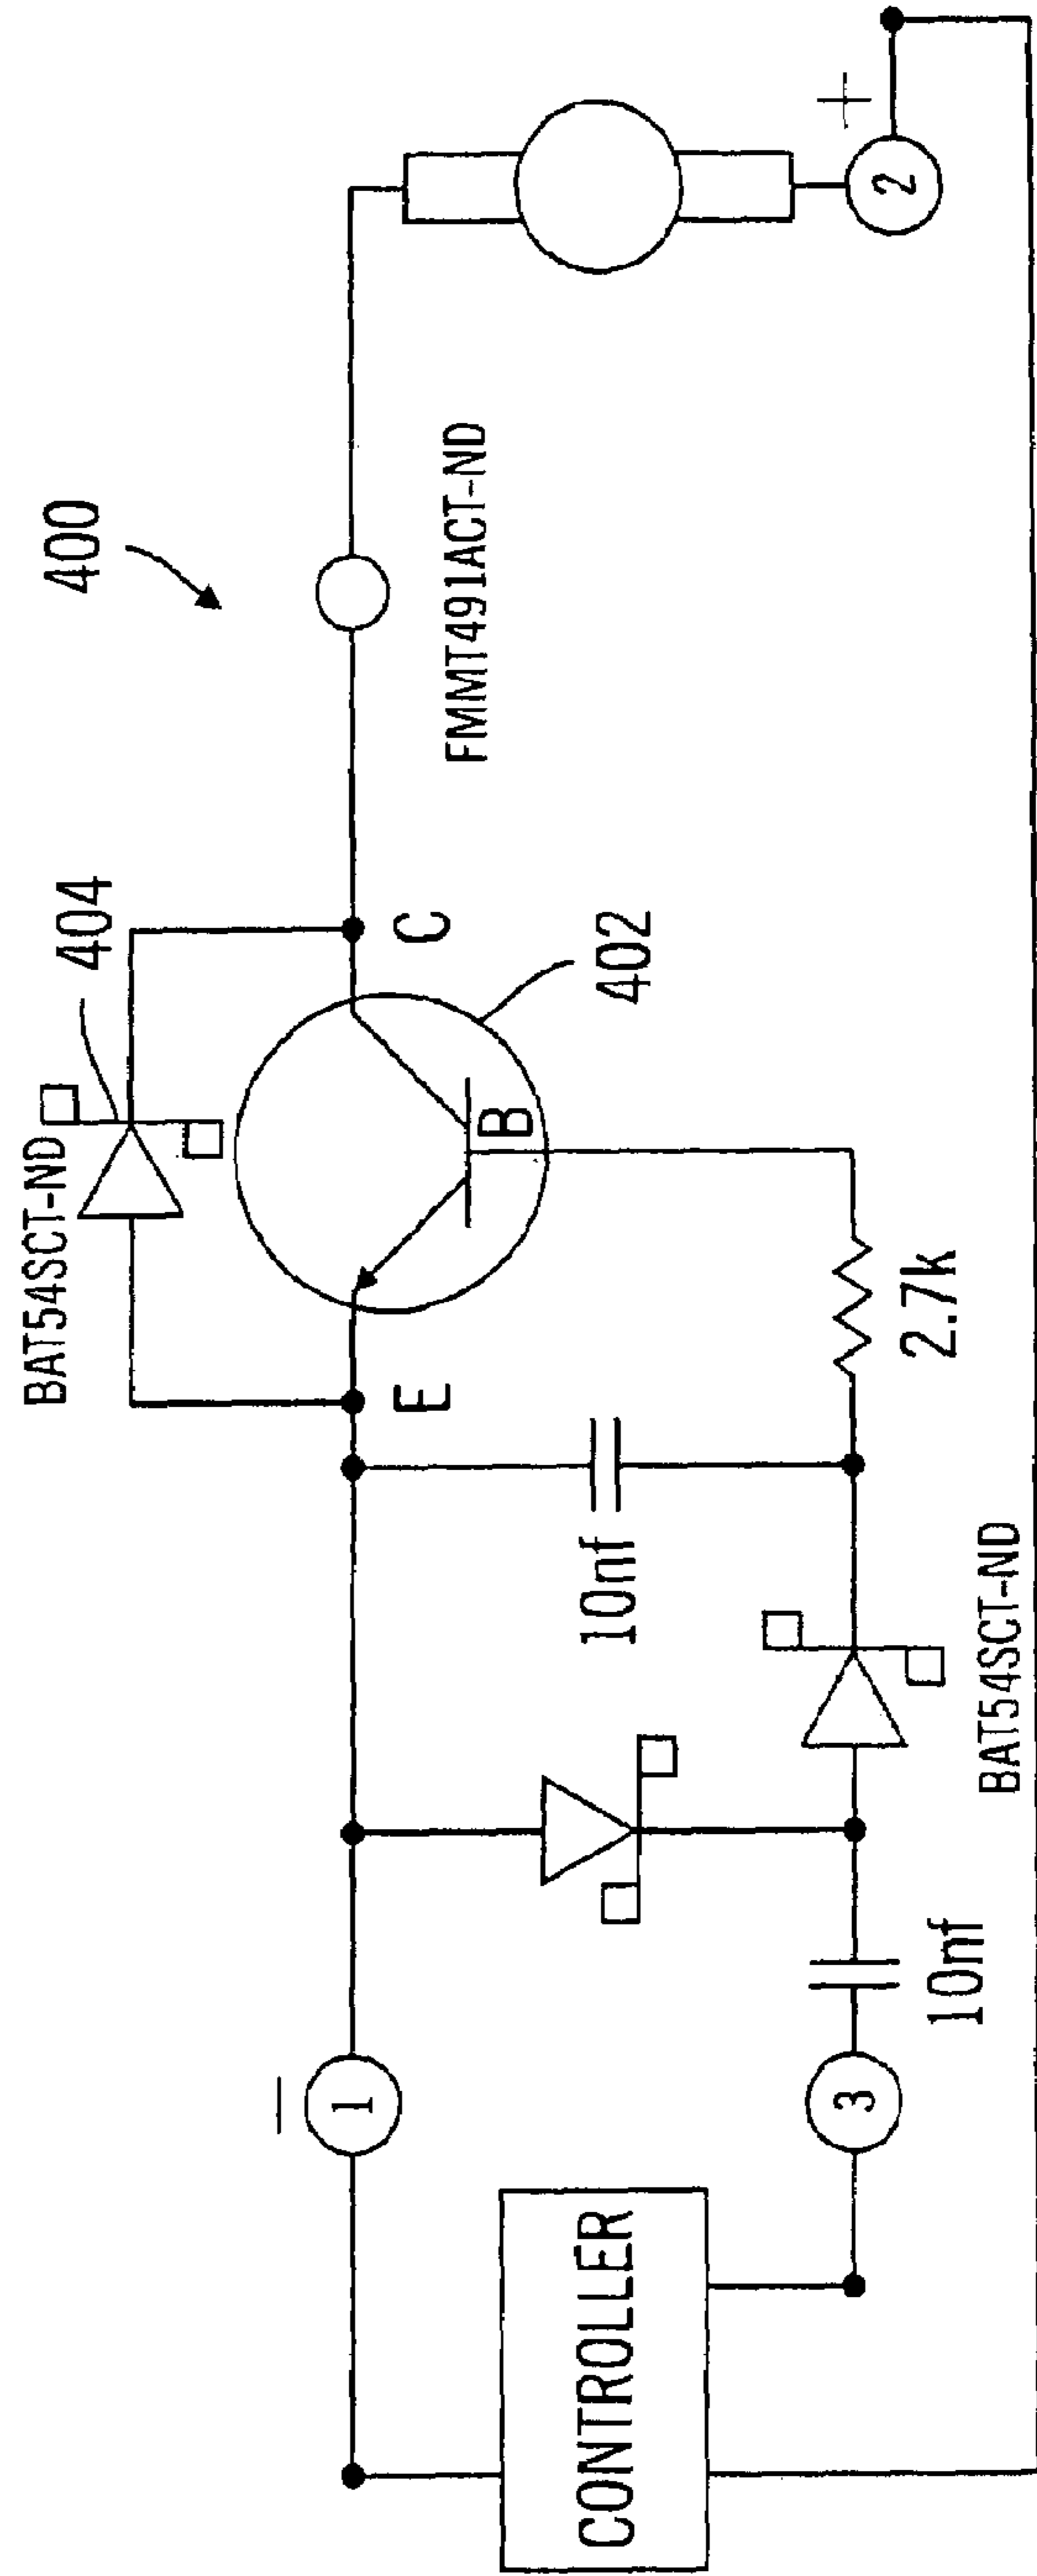 400
BAT54SCT-ND
404
FMMT491ACT-ND
E
C
B
402
−
1
10nf
2.7k
+
2
CONTROLLER
3
10nf
BAT54SCT-ND